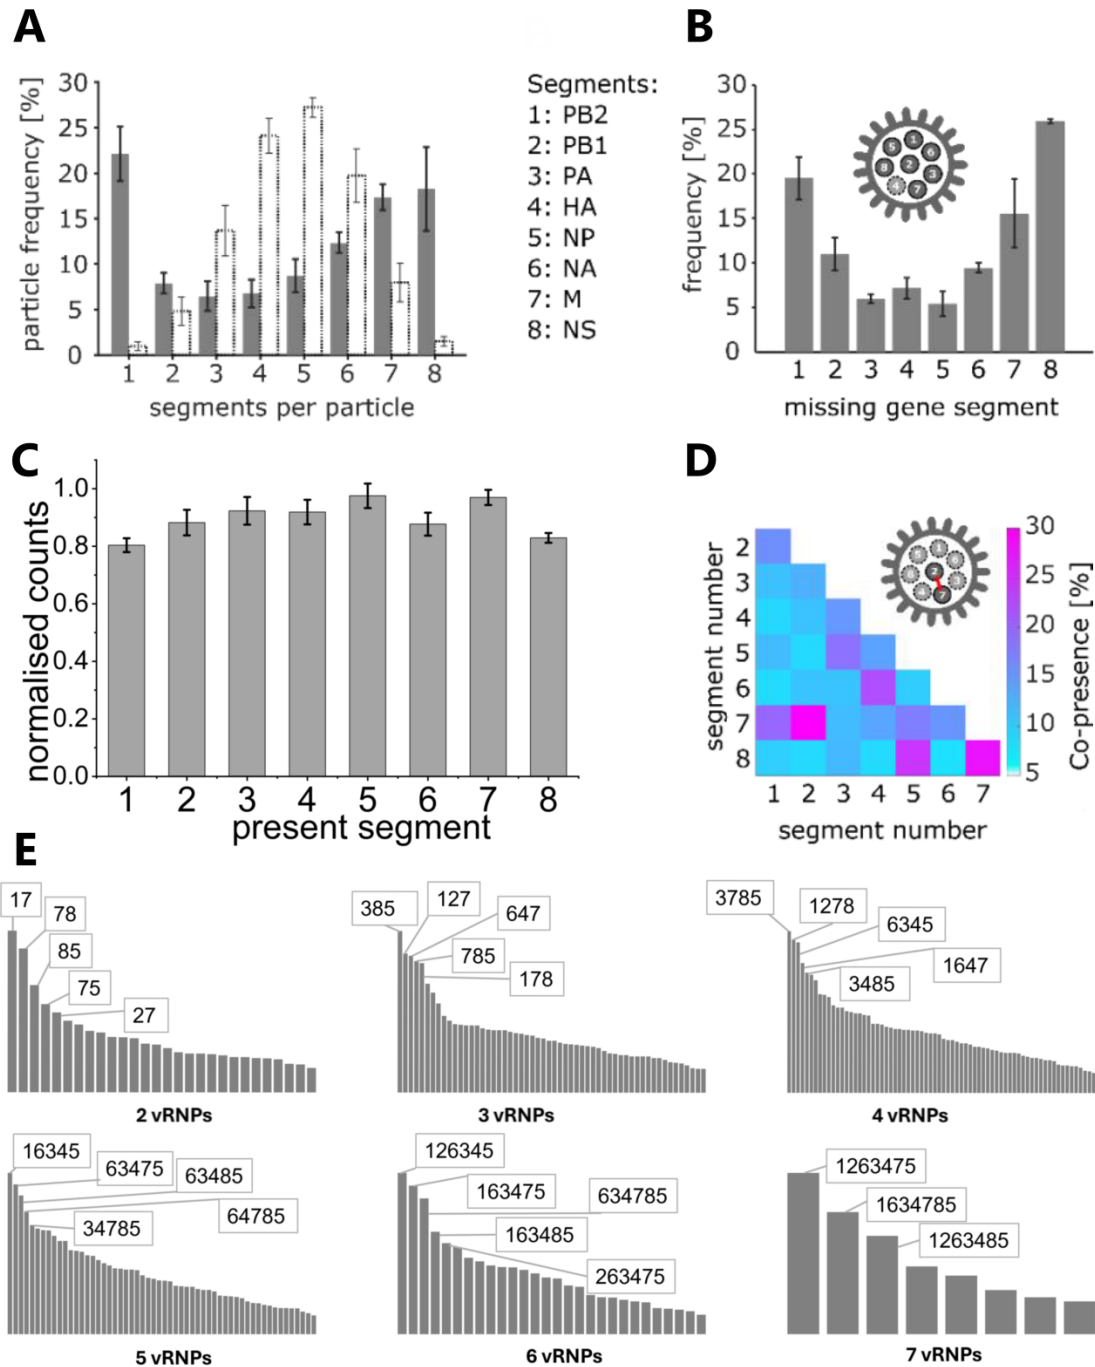 A
30
25
20
15
10
5
0
particle frequency [%]
1 2 3 4 5 6 7 8
segments per particle
Segments:
1: PB2
2: PB1
3: PA
4: HA
5: NP
6: NA
7: M
8: NS
B
30
25
20
15
10
5
0
frequency [%]
1 2 3 4 5 6 7 8
missing gene segment
C
1.0
0.8
0.6
0.4
0.2
0.0
normalised counts
1 2 3 4 5 6 7 8
present segment
D
2
3
4
5
6
7
8
segment number
1 2 3 4 5 6 7
segment number
30
25
20
15
10
5
Co-presence [%]
E
17
78
85
75
27
2 vRNPs
385
127
647
785
178
3 vRNPs
3785
1278
6345
1647
3485
4 vRNPs
16345
63475
63485
64785
34785
5 vRNPs
126345
163475
634785
163485
263475
6 vRNPs
1263475
1634785
1263485
7 vRNPs